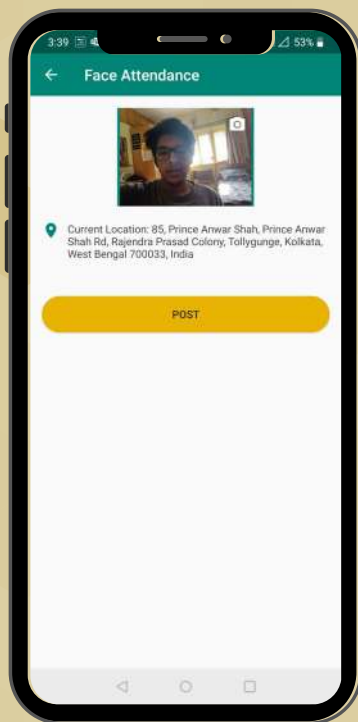 3:39 53%
Face Attendance
Current Location: 85, Prince Anwar Shah, Prince Anwar
Shah Rd, Rajendra Prasad Colony, Tollygunge, Kolkata,
West Bengal 700033, India
POST